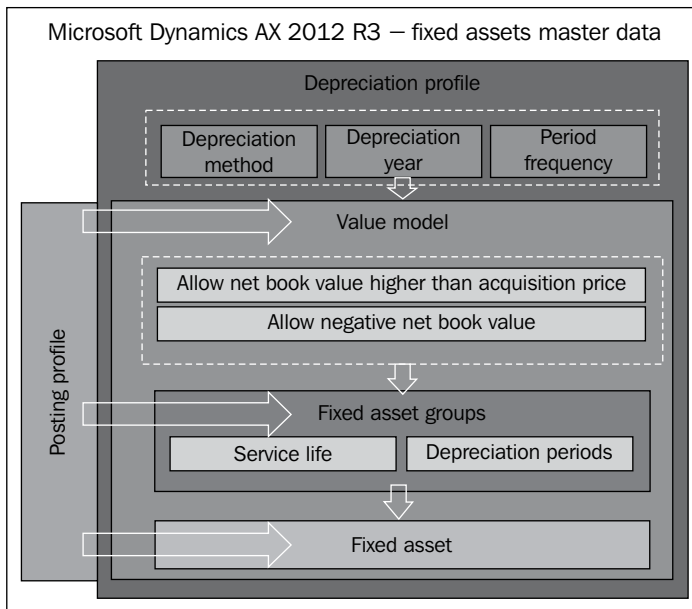 Microsoft Dynamics AX 2012 R3 – fixed assets master data
Depreciation profile
Depreciation
method
Depreciation
year
Period
frequency
Value model
Allow net book value higher than acquisition price
Allow negative net book value
Posting profile
Fixed asset groups
Service life
Depreciation periods
Fixed asset